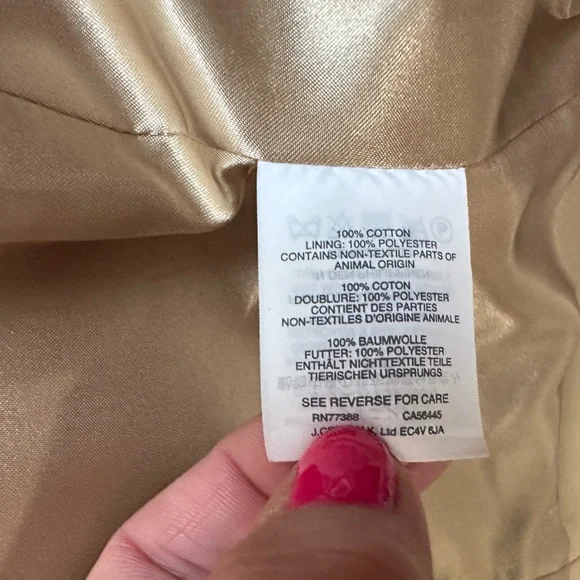 100% COTTON
LINING: 100% POLYESTER
CONTAINS NON-TEXTILE PARTS OF
ANIMAL ORIGIN
100% COTON
DOUBLURE: 100% POLYESTER
CONTIENT DES PARTIES
NON-TEXTILES D'ORIGINE ANIMALE
100% BAUMWOLLE
FUTTER: 100% POLYESTER
ENTHÄLT NICHTTEXTILE TEILE
TIERISCHEN URSPRUNGS
SEE REVERSE FOR CARE
RN77388 CA56445
Ltd EC4V 6JA